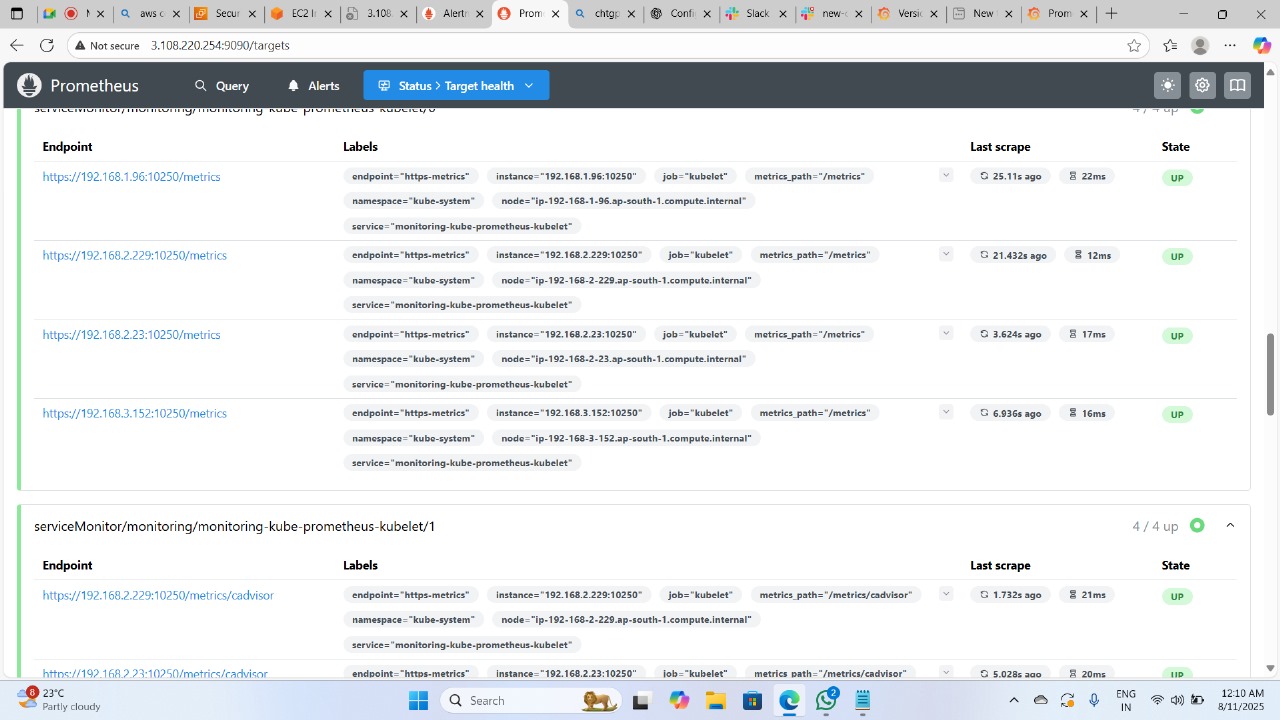 N
aws c
Secur
EC2 I
3.108.
Alertm
Prom
chtgp
Config
Slack
new-c
Versio
New
Prom
Not secure 3.108.220.254:9090/targets
Prometheus Query Alerts Status > Target health
serviceMonitor/monitoring/monitoring-kube-prometheus-kubelet/0 4 / 4 up
Endpoint Labels Last scrape State
https://192.168.1.96:10250/metrics endpoint="https-metrics" instance="192.168.1.96:10250" job="kubelet" metrics_path="/metrics" 25.11s ago 22ms UP
namespace="kube-system" node="ip-192-168-1-96.ap-south-1.compute.internal"
service="monitoring-kube-prometheus-kubelet"
https://192.168.2.229:10250/metrics endpoint="https-metrics" instance="192.168.2.229:10250" job="kubelet" metrics_path="/metrics" 21.432s ago 12ms UP
namespace="kube-system" node="ip-192-168-2-229.ap-south-1.compute.internal"
service="monitoring-kube-prometheus-kubelet"
https://192.168.2.23:10250/metrics endpoint="https-metrics" instance="192.168.2.23:10250" job="kubelet" metrics_path="/metrics" 3.624s ago 17ms UP
namespace="kube-system" node="ip-192-168-2-23.ap-south-1.compute.internal"
service="monitoring-kube-prometheus-kubelet"
https://192.168.3.152:10250/metrics endpoint="https-metrics" instance="192.168.3.152:10250" job="kubelet" metrics_path="/metrics" 6.936s ago 16ms UP
namespace="kube-system" node="ip-192-168-3-152.ap-south-1.compute.internal"
service="monitoring-kube-prometheus-kubelet"
serviceMonitor/monitoring/monitoring-kube-prometheus-kubelet/1 4 / 4 up
Endpoint Labels Last scrape State
https://192.168.2.229:10250/metrics/cadvisor endpoint="https-metrics" instance="192.168.2.229:10250" job="kubelet" metrics_path="/metrics/cadvisor" 1.732s ago 21ms UP
namespace="kube-system" node="ip-192-168-2-229.ap-south-1.compute.internal"
service="monitoring-kube-prometheus-kubelet"
https://192.168.2.23:10250/metrics/cadvisor endpoint="https-metrics" instance="192.168.2.23:10250" job="kubelet" metrics_path="/metrics/cadvisor" 5.028s ago 20ms UP
8
23°C
Partly cloudy
Search
2
ENG
IN
12:10 AM
8/11/2025